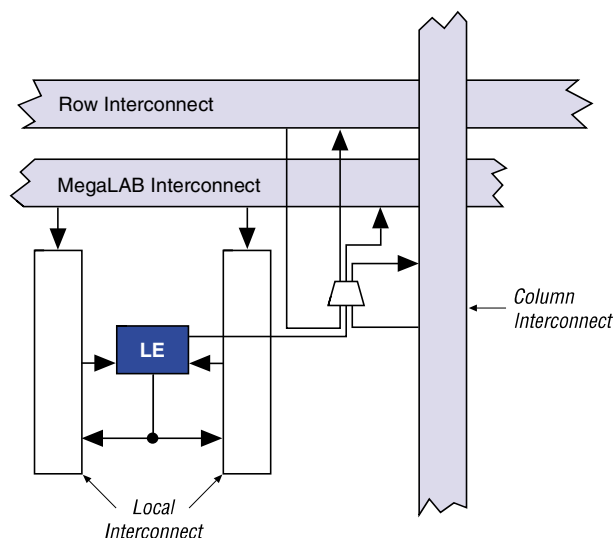 Row Interconnect
MegaLAB Interconnect
LE
Column
Interconnect
Local
Interconnect